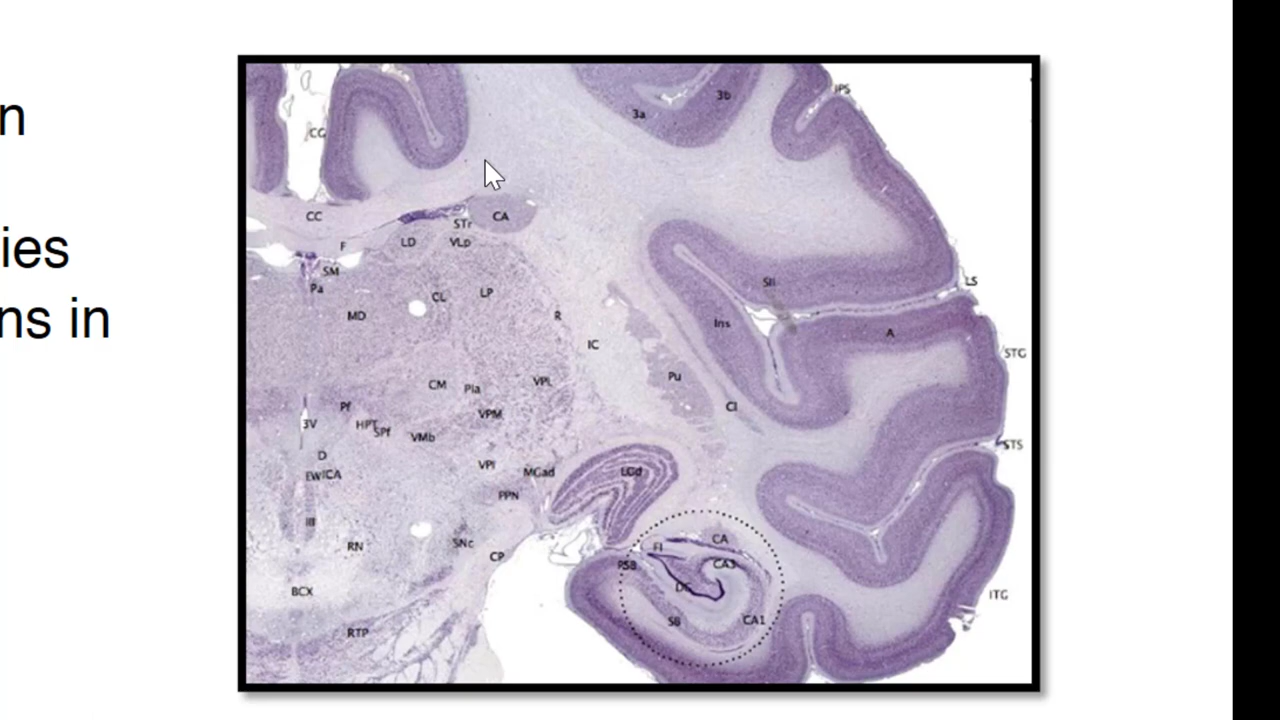 n
ies
ns in
IPS
3b
3a
CG
CC
CA
STr
F
LD
VLp
SM
Pa
SII
LS
CL
LP
MD
R
Ins
A
IC
STG
Pu
CM
Pla
VPL
Cl
Pf
VPM
3V
HPT
SPf
VMb
STS
D
VPI
MGad
LGd
EW
ICA
PPN
III
RN
SNc
CP
FI
CA
PSB
CA3
DG
BCX
ITG
SB
CA1
RTP